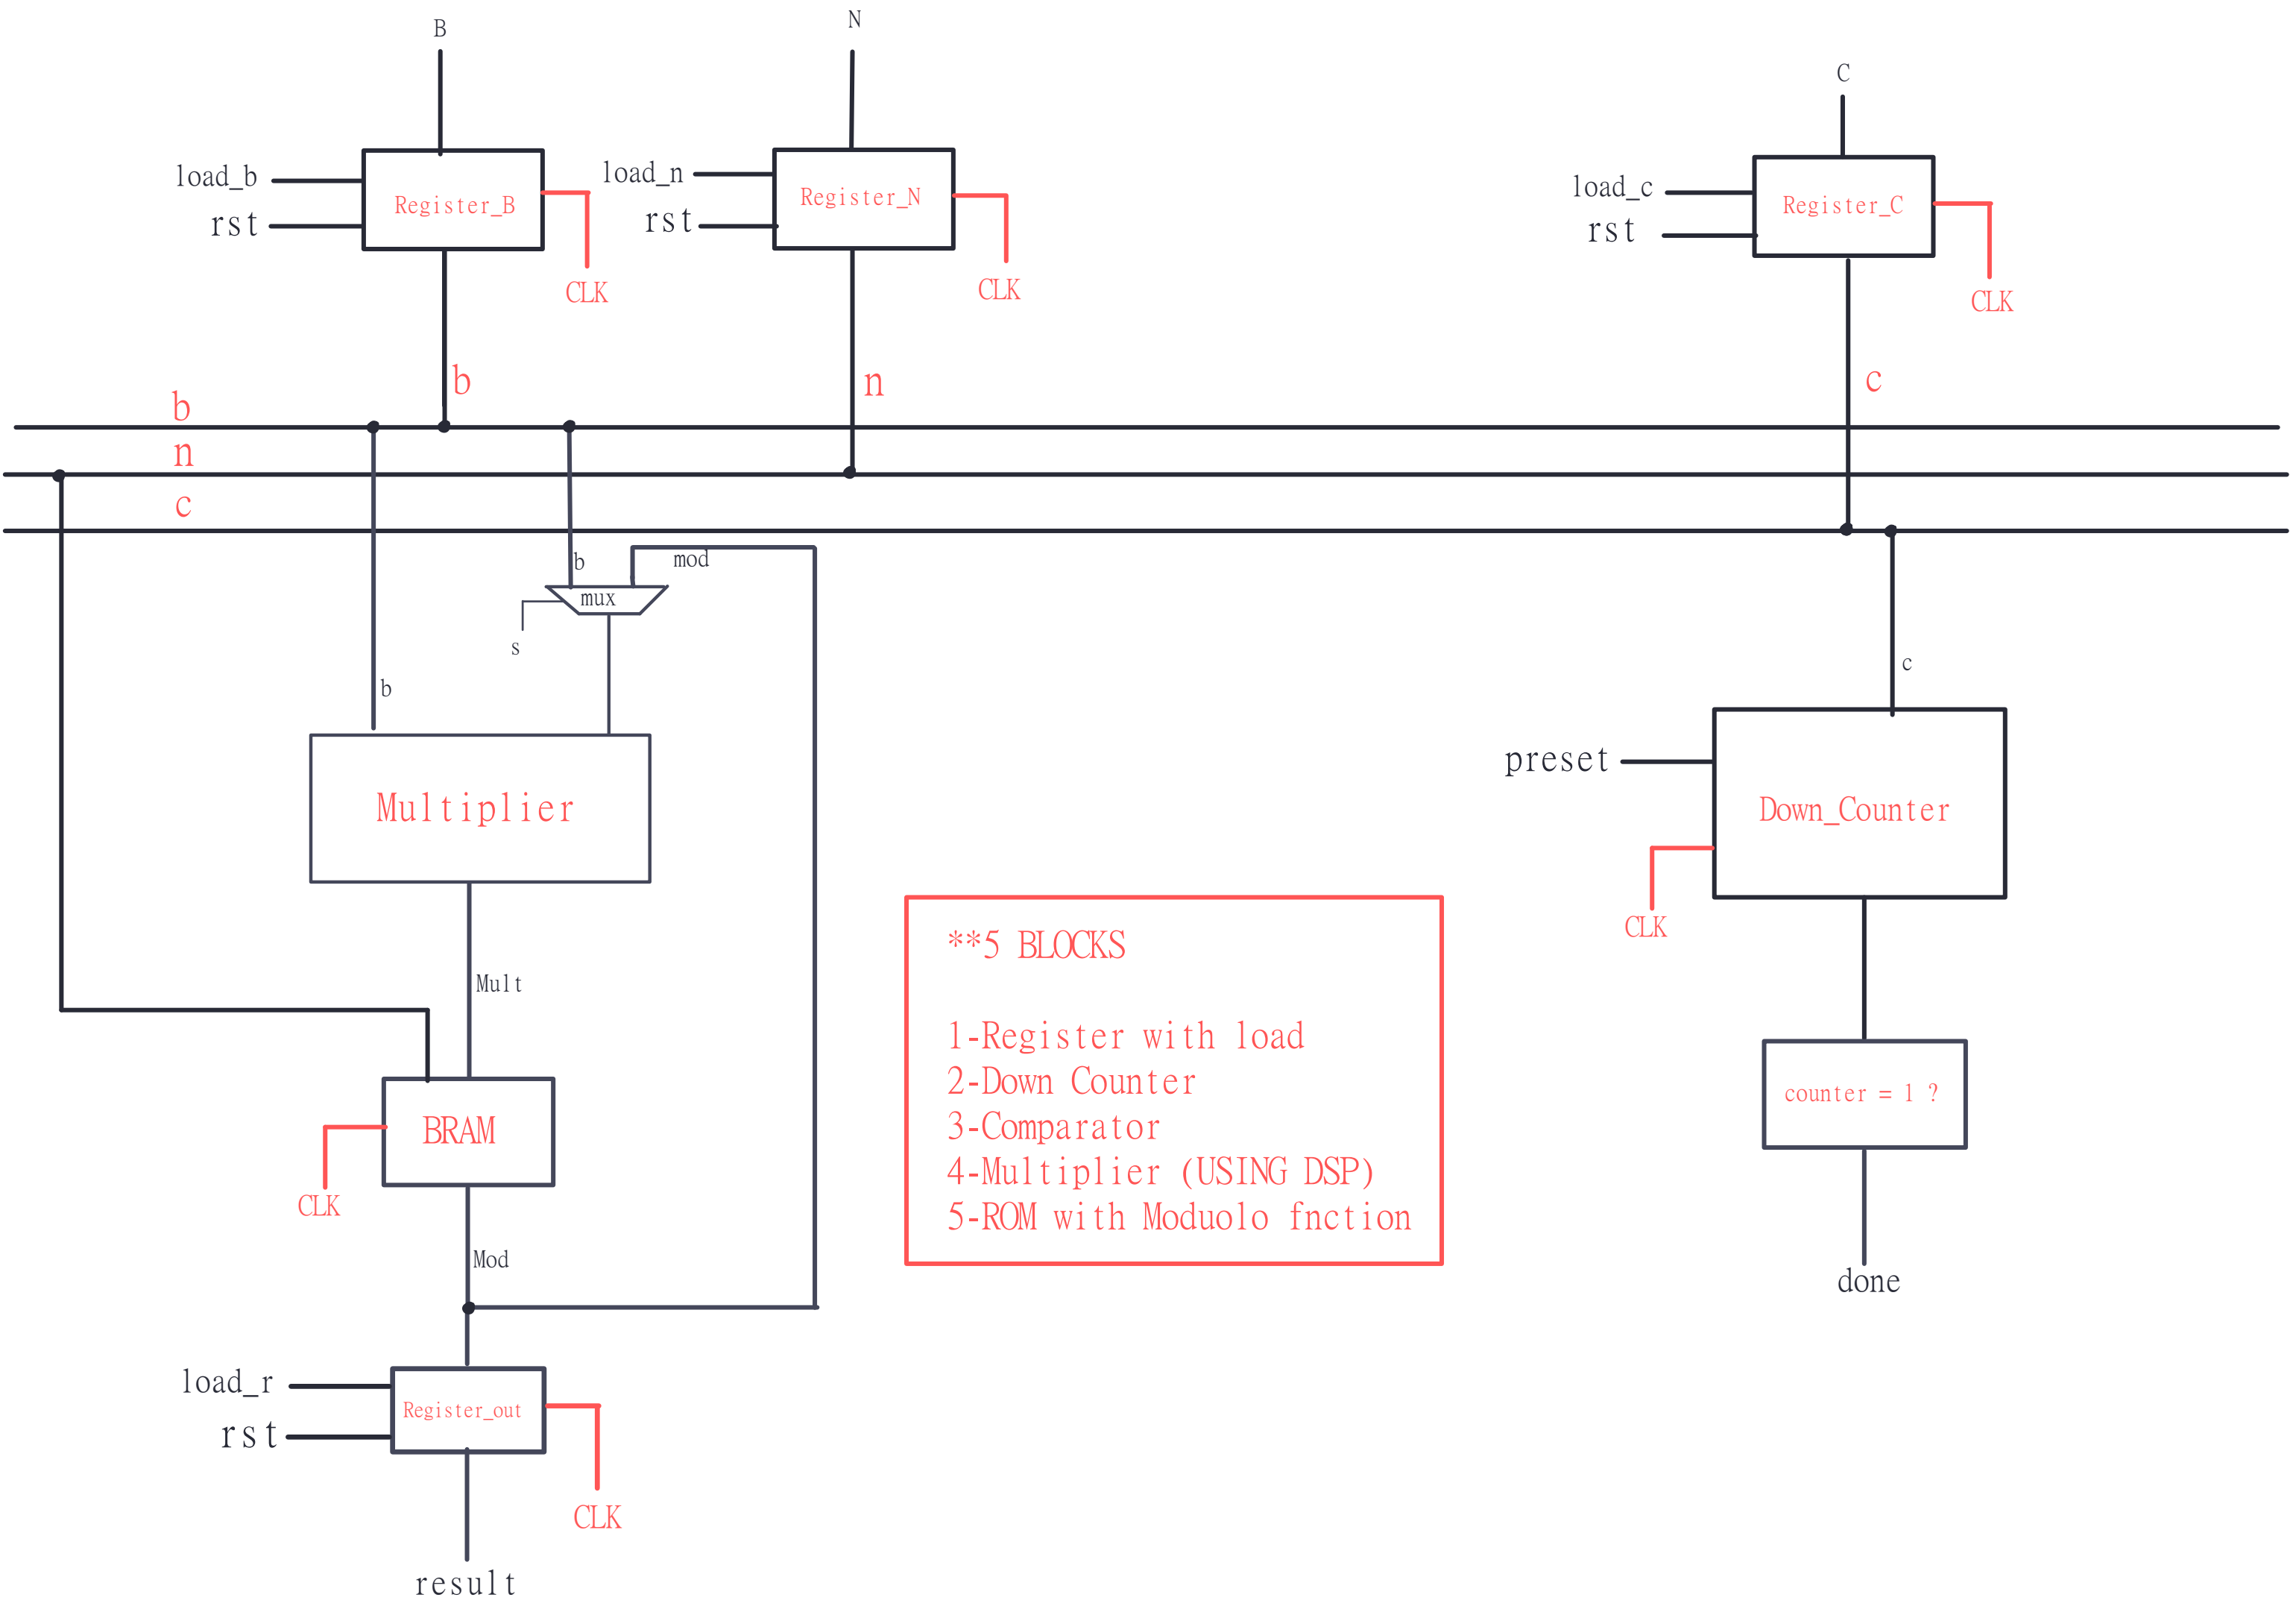 B
N
C
load_b
rst
Register_B
CLK
load_n
rst
Register_N
CLK
load_c
rst
Register_C
CLK
b
n
c
b
n
c
b
mod
mux
s
b
c
Multiplier
preset
Down_Counter
CLK
Mult
**5 BLOCKS
1-Register with load
2-Down Counter
3-Comparator
4-Multiplier (USING DSP)
5-ROM with Moduolo fnction
BRAM
CLK
counter = 1 ?
Mod
done
load_r
rst
Register_out
CLK
result